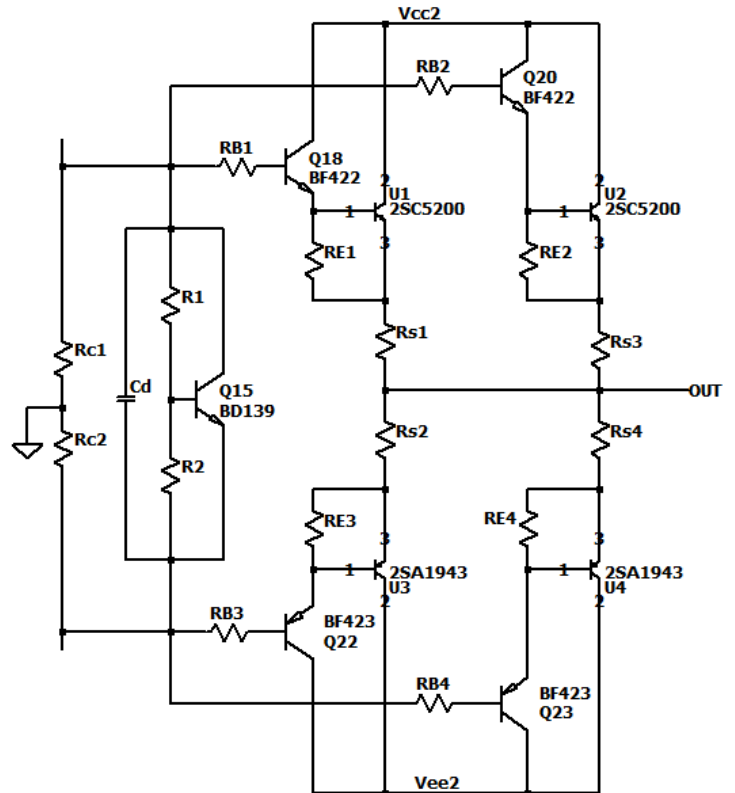 Vcc2
RB2
Q20
BF422
RB1
Q18
BF422
2
U1
2SC5200
1
3
2
U2
2SC5200
1
3
RE1
RE2
R1
Rs1
Rs3
Rc1
Cd
Q15
BD139
OUT
Rc2
R2
Rs2
Rs4
RE3
RE4
3
1
2SA1943
U3
2
3
1
2SA1943
U4
2
RB3
BF423
Q22
RB4
BF423
Q23
Vee2